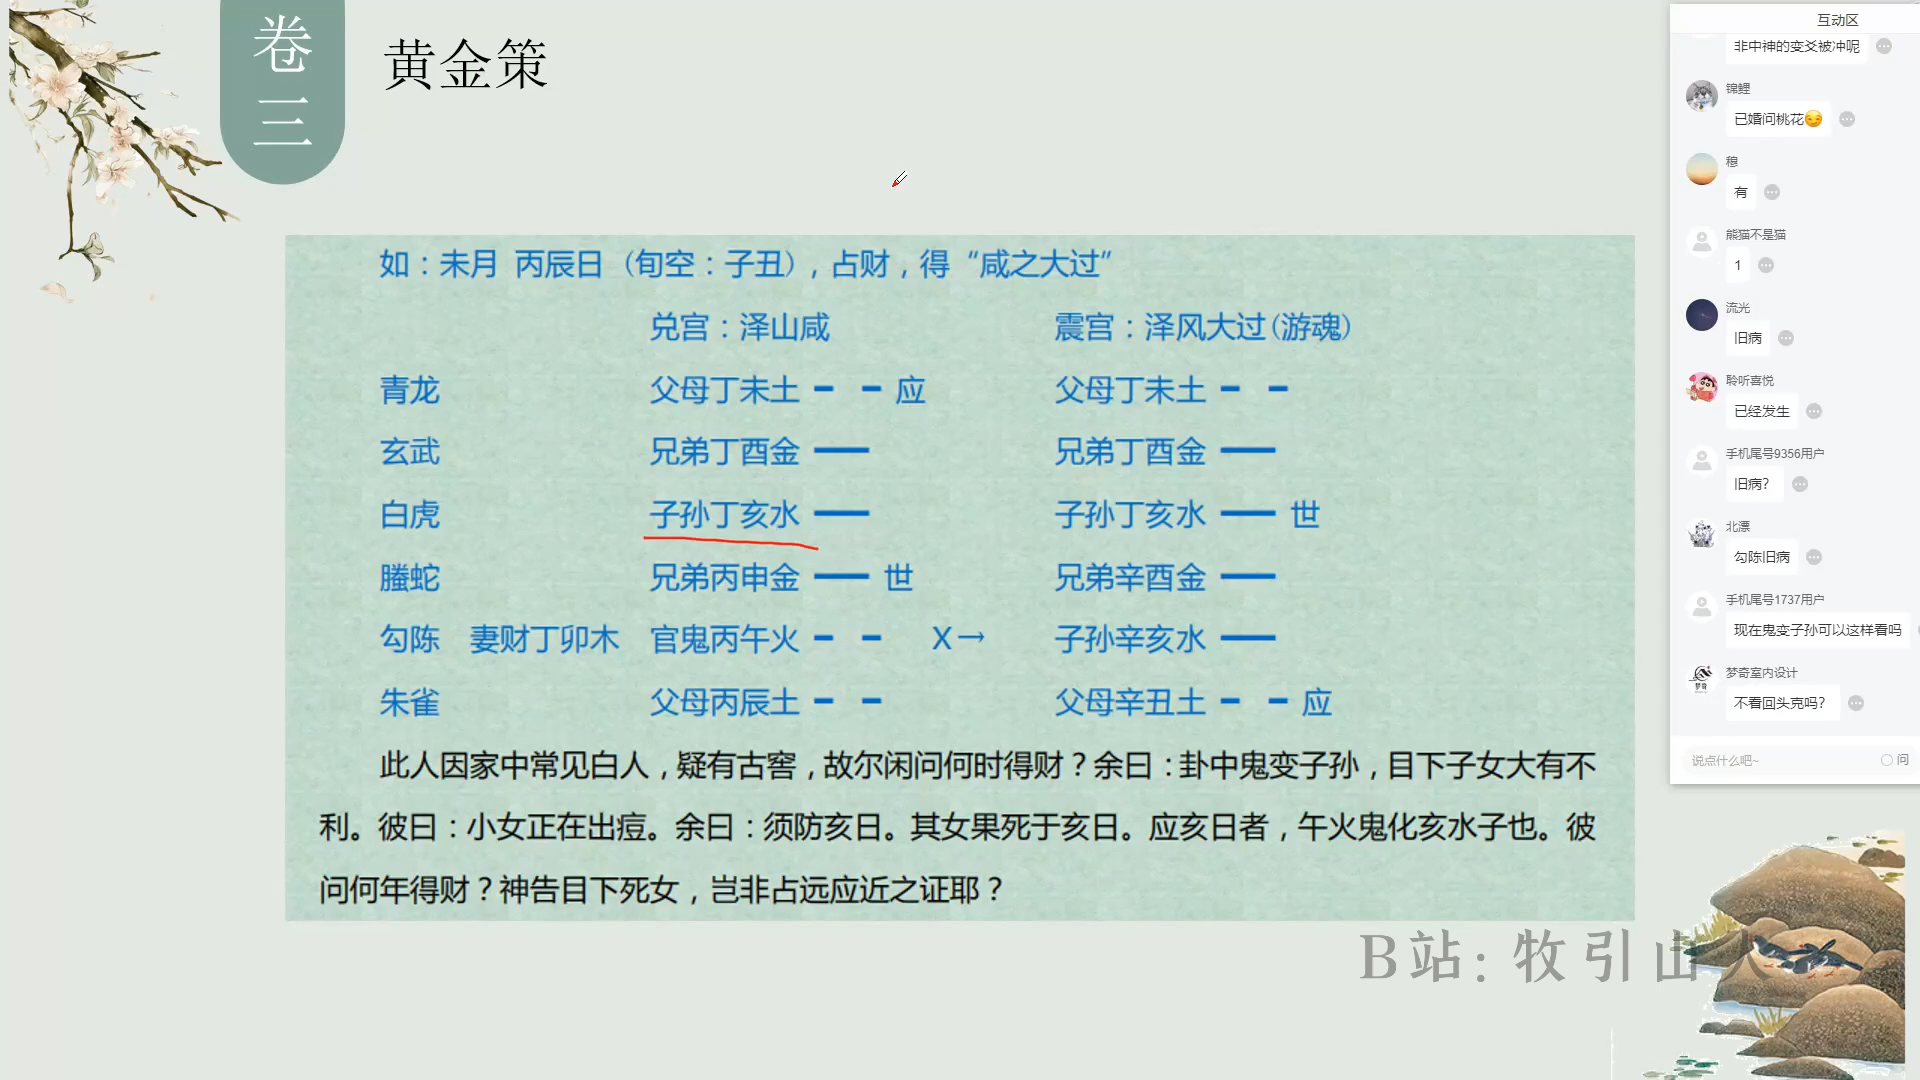 卷三
黄金策
如：未月 丙辰日（旬空：子丑），占财，得“咸之大过”
兑宫：泽山咸 震宫：泽风大过(游魂)
青龙 父母丁未土 应 父母丁未土
玄武 兄弟丁酉金 兄弟丁酉金
白虎 子孙丁亥水 子孙丁亥水 世
螣蛇 兄弟丙申金 世 兄弟辛酉金
勾陈 妻财丁卯木 官鬼丙午火 X→ 子孙辛亥水
朱雀 父母丙辰土 父母辛丑土 应
此人因家中常见白人，疑有古窖，故尔闲问何时得财？余曰：卦中鬼变子孙，目下子女大有不
利。彼曰：小女正在出痘。余曰：须防亥日。其女果死于亥日。应亥日者，午火鬼化亥水子也。彼
问何年得财？神告目下死女，岂非占远应近之证耶？
B站：牧引山人
互动区
非中神的变爻被冲呢
锦鲤
已婚问桃花😏
穆
有
熊猫不是猫
1
流光
旧病
聆听喜悦
已经发生
手机尾号9356用户
旧病？
北漂
勾陈旧病
手机尾号1737用户
现在鬼变子孙可以这样看吗
梦奇室内设计
不看回头克吗？
说点什么吧~ 问